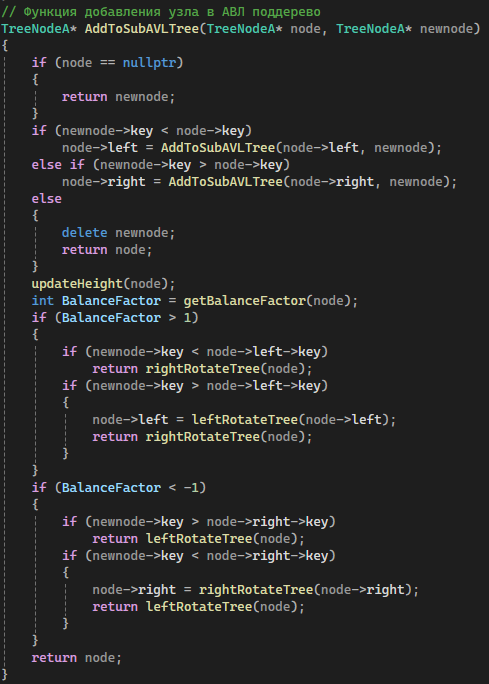 // Функция добавления узла в АВЛ поддерево
TreeNodeA* AddToSubAVLTree(TreeNodeA* node, TreeNodeA* newnode)
{
    if (node == nullptr)
    {
        return newnode;
    }
    if (newnode->key < node->key)
        node->left = AddToSubAVLTree(node->left, newnode);
    else if (newnode->key > node->key)
        node->right = AddToSubAVLTree(node->right, newnode);
    else
    {
        delete newnode;
        return node;
    }
    updateHeight(node);
    int BalanceFactor = getBalanceFactor(node);
    if (BalanceFactor > 1)
    {
        if (newnode->key < node->left->key)
            return rightRotateTree(node);
        if (newnode->key > node->left->key)
        {
            node->left = leftRotateTree(node->left);
            return rightRotateTree(node);
        }
    }
    if (BalanceFactor < -1)
    {
        if (newnode->key > node->right->key)
            return leftRotateTree(node);
        if (newnode->key < node->right->key)
        {
            node->right = rightRotateTree(node->right);
            return leftRotateTree(node);
        }
    }
    return node;
}